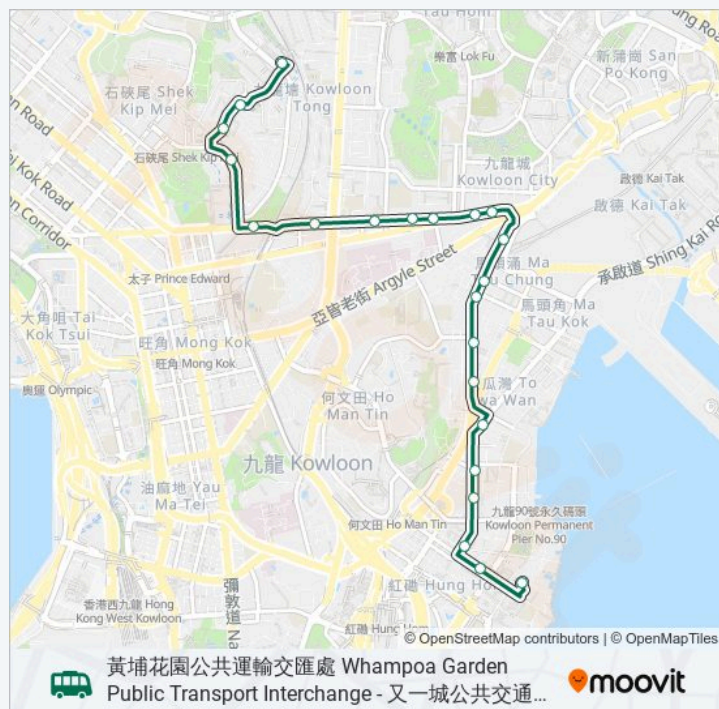 石硤尾 Shek
Kip Mei
Kowloon
Tong
樂富 Lok Fu
新蒲崗 San
Po Kong
石硤尾 Shek Kip
九龍城
Kowloon City
啟德 Kai Tak
啟德 Kai Tak
承啟道 Shing Kai Ro
Corridor
太子 Prince Edward
亞皆老街 Argyle Street
馬頭涌 Ma
Chung
馬頭角 Ma
Tau Kok
大角咀 Tai
Kok Tsui
旺角 Mong Kok
旺角 Mong Kok
奧運 Olympic
何文田 Ho
Man Tin
瓜灣 To
wa Wan
九龍 Kowloon
油麻地 Yau
Ma Tei
何文田 Ho Man Tin
九龍90號永久碼頭
Kowloon Permanent
Pier No.90
彌敦道 Na
香港西九龍 Hong
Kong West Kowloon
紅磡 Hung Ho
紅磡 Hung Hom
© OpenStreetMap contributors | © OpenMapTiles
黃埔花園公共運輸交匯處 Whampoa Garden
Public Transport Interchange - 又一城公共交通...
moovit